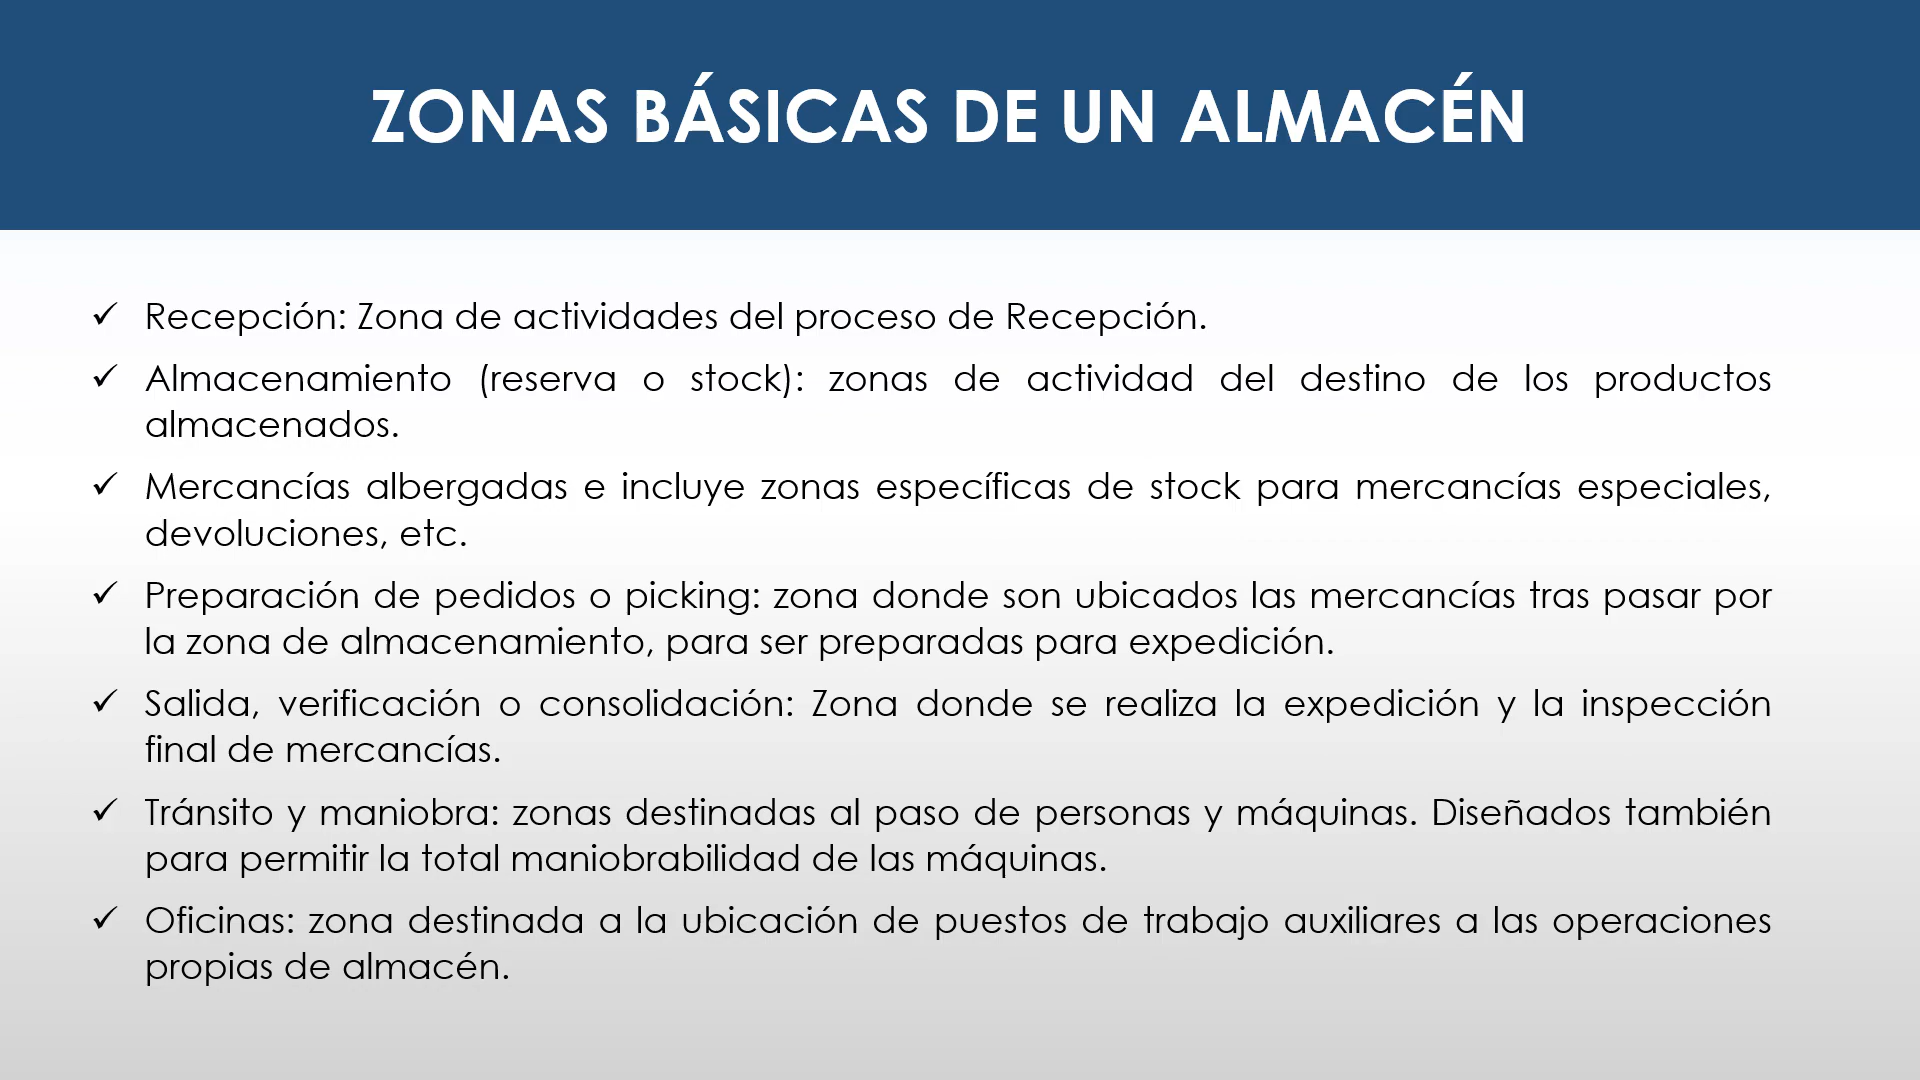 ZONAS BÁSICAS DE UN ALMACÉN
✓ Recepción: Zona de actividades del proceso de Recepción.
✓ Almacenamiento (reserva o stock): zonas de actividad del destino de los productos
almacenados.
✓ Mercancías albergadas e incluye zonas específicas de stock para mercancías especiales,
devoluciones, etc.
✓ Preparación de pedidos o picking: zona donde son ubicados las mercancías tras pasar por
la zona de almacenamiento, para ser preparadas para expedición.
✓ Salida, verificación o consolidación: Zona donde se realiza la expedición y la inspección
final de mercancías.
✓ Tránsito y maniobra: zonas destinadas al paso de personas y máquinas. Diseñados también
para permitir la total maniobrabilidad de las máquinas.
✓ Oficinas: zona destinada a la ubicación de puestos de trabajo auxiliares a las operaciones
propias de almacén.